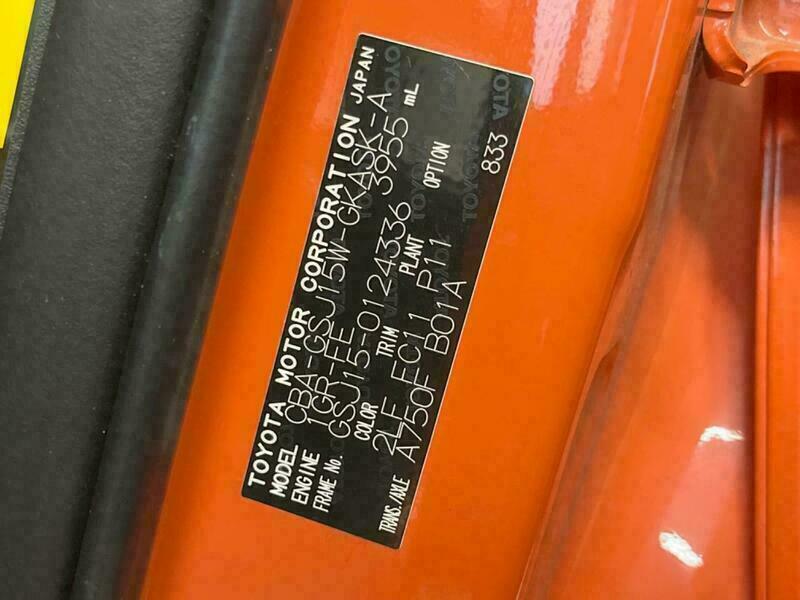 TOYOTA MOTOR CORPORATION JAPAN
MODEL CBA-GSJ15W-GKASK-A
ENGINE 1GR-FE 3955 mL
FRAME No. GSJ15-0124336
COLOR TRIM PLANT OPTION
2LF FC11 P11 833
TRANS./AXLE A750F B01A